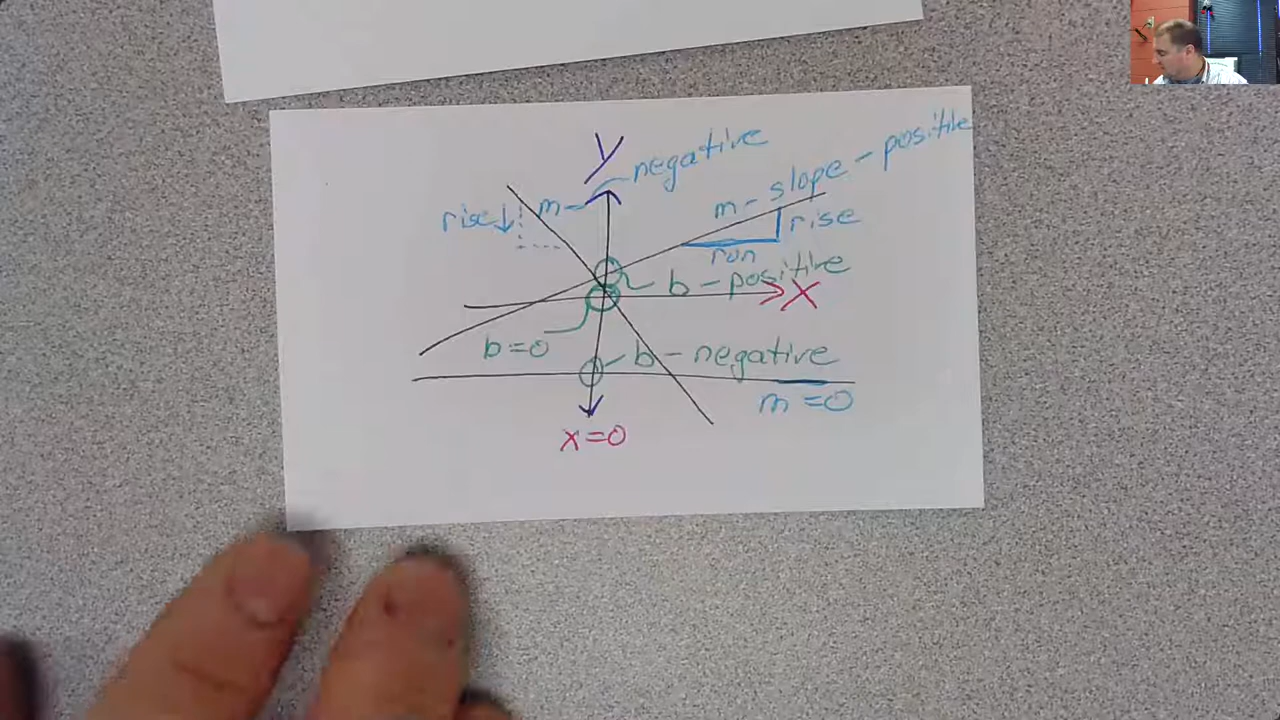 y
negative
m - slope - positive
rise
m
rise
run
b - positive
X
b = 0
b - negative
m = 0
x = 0